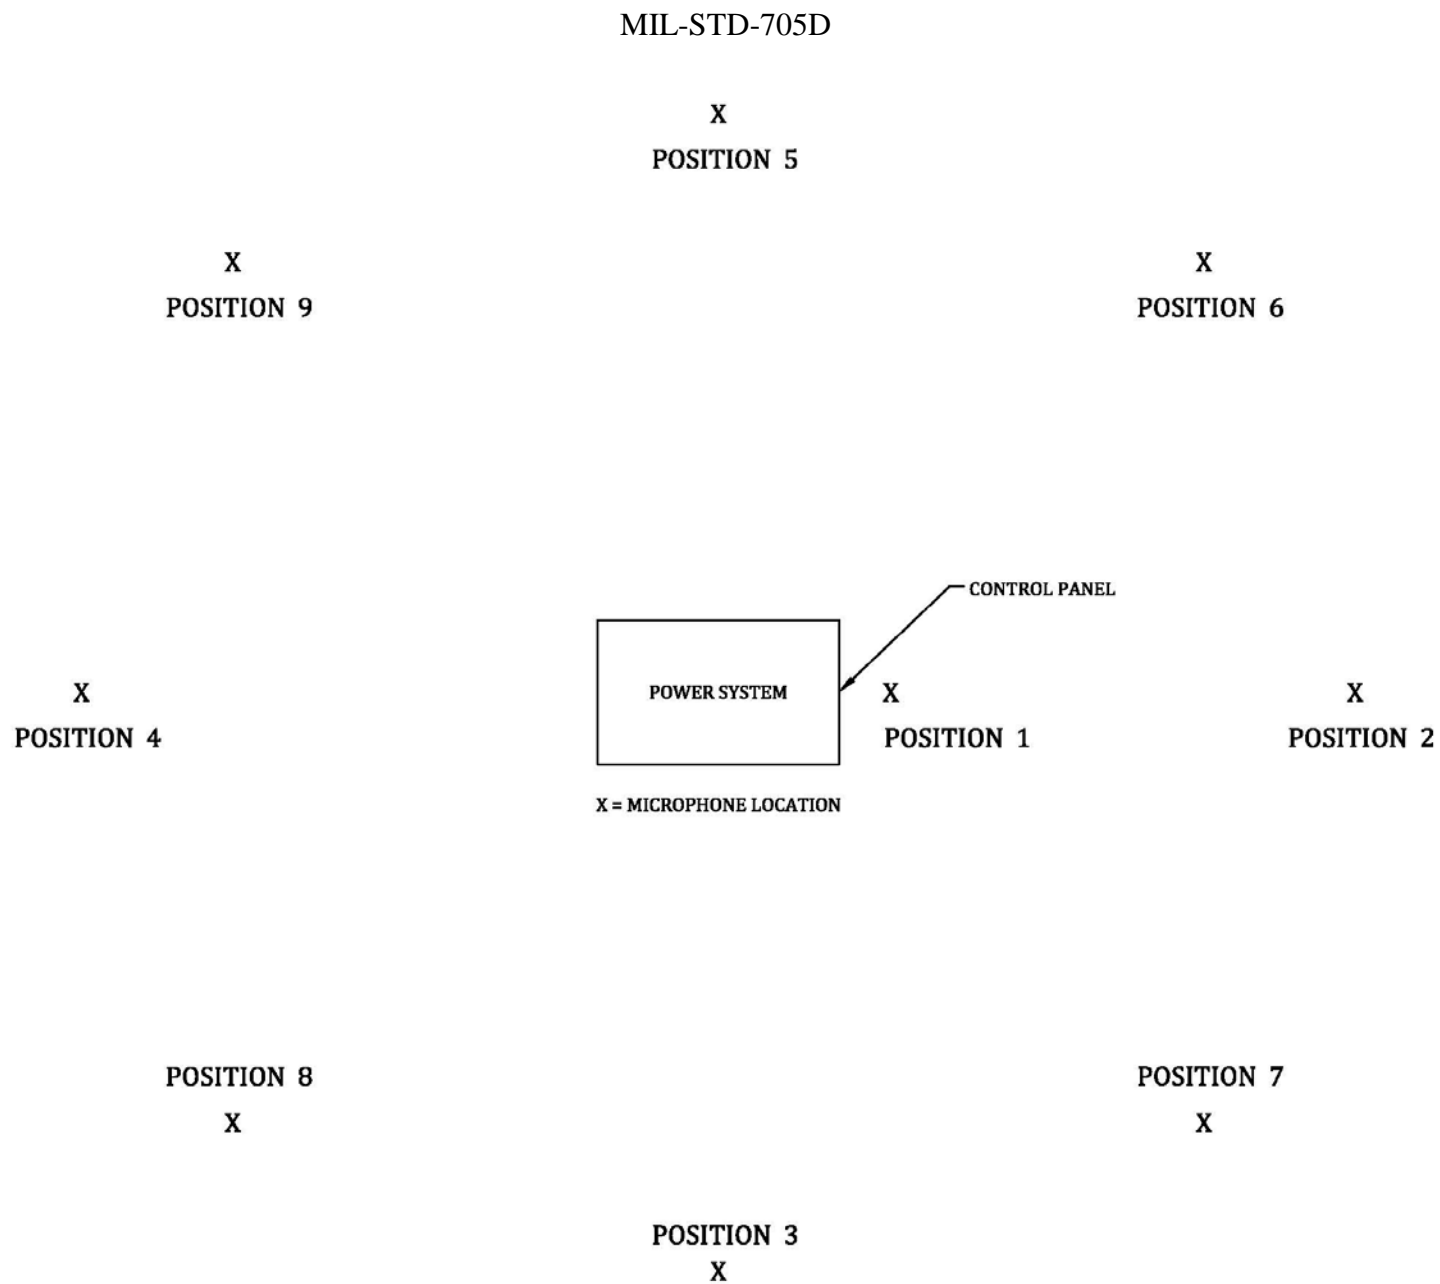 MIL-STD-705D
X
POSITION 5
X
POSITION 9
X
POSITION 6
CONTROL PANEL
POWER SYSTEM
X
POSITION 4
X
POSITION 1
X
POSITION 2
X = MICROPHONE LOCATION
POSITION 8
X
POSITION 7
X
POSITION 3
X